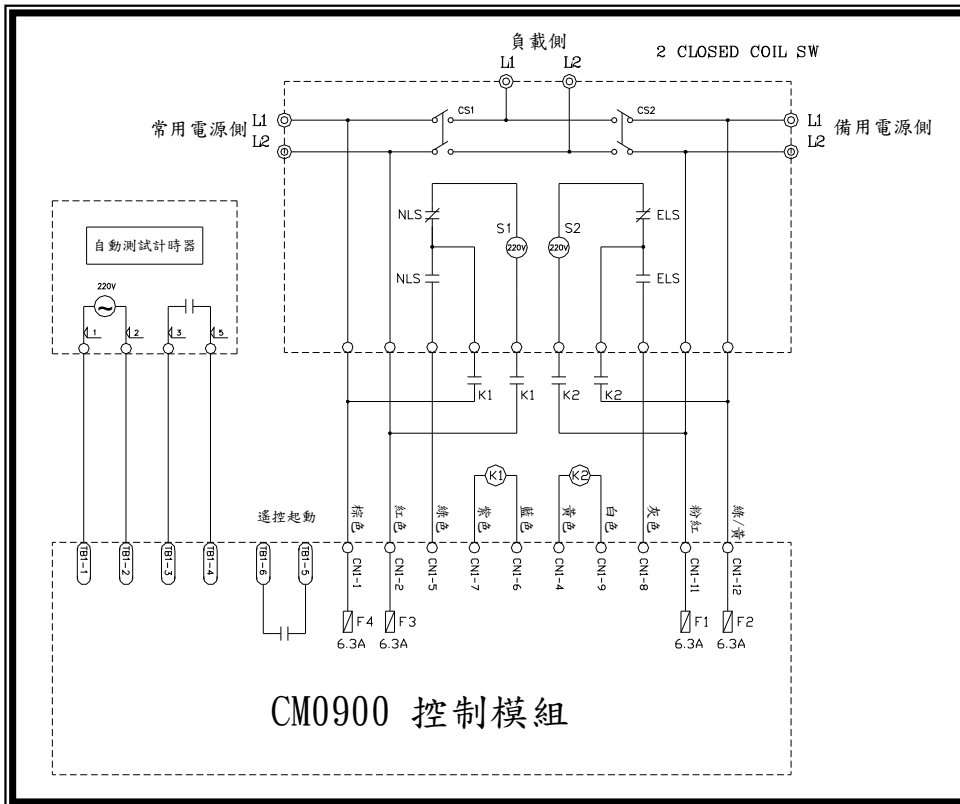 負載側
2 CLOSED COIL SW
L1 L2
常用電源側 L1
L2
CS1
CS2
L1
L2 備用電源側
NLS
S1
220V
S2
220V
ELS
NLS
ELS
自動測試計時器
220V
1
2
3
5
K1
K1
K2
K2
K1
K2
遙控起動
棕色
紅色
綠色
紫色
藍色
黃色
白色
灰色
粉紅
綠/黃
TB1-1
TB1-2
TB1-3
TB1-4
TB1-6
TB1-5
CN1-1
CN1-2
CN1-5
CN1-7
CN1-6
CN1-4
CN1-9
CN1-8
CN1-11
CN1-12
F4
6.3A
F3
6.3A
F1
6.3A
F2
6.3A
CM0900 控制模組